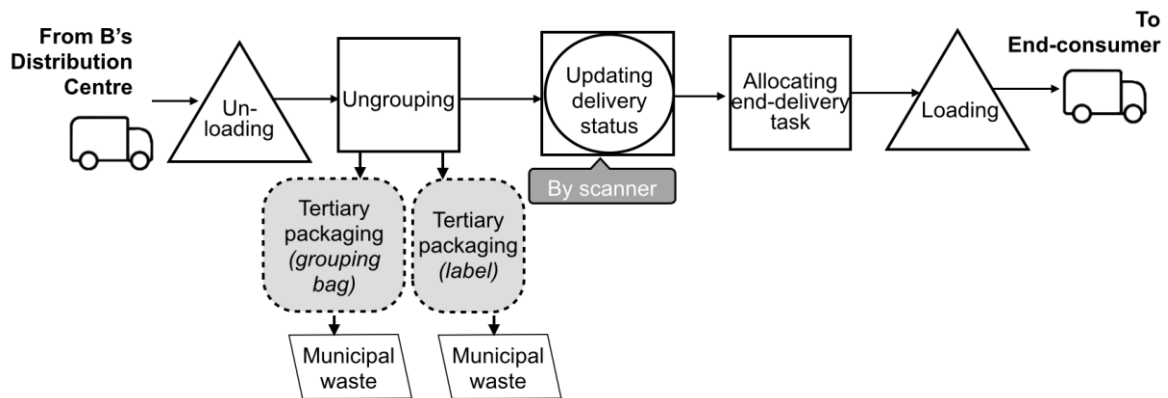 From B's
Distribution
Centre
Un-
loading
Ungrouping
Updating
delivery
status
By scanner
Allocating
end-delivery
task
Loading
To
End-consumer
Tertiary
packaging
(grouping
bag)
Tertiary
packaging
(label)
Municipal
waste
Municipal
waste